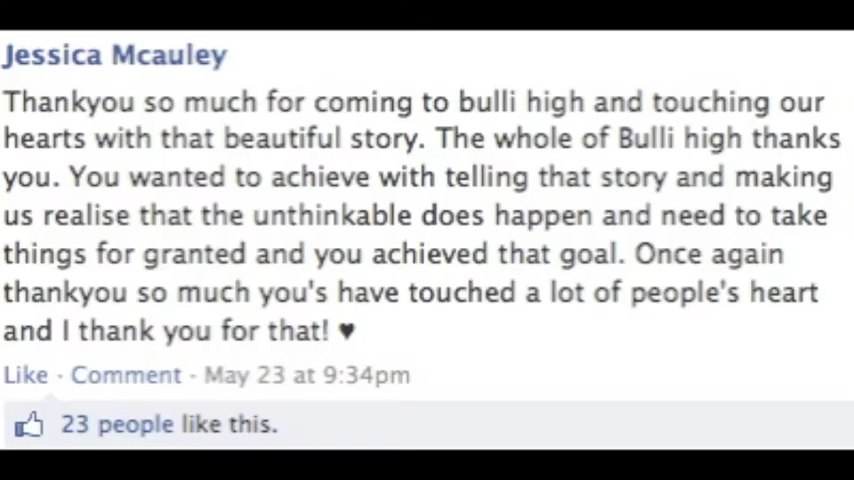 Jessica Mcauley
Thankyou so much for coming to bulli high and touching our
hearts with that beautiful story. The whole of Bulli high thanks
you. You wanted to achieve with telling that story and making
us realise that the unthinkable does happen and need to take
things for granted and you achieved that goal. Once again
thankyou so much you's have touched a lot of people's heart
and I thank you for that! ♥
Like · Comment · May 23 at 9:34pm
23 people like this.